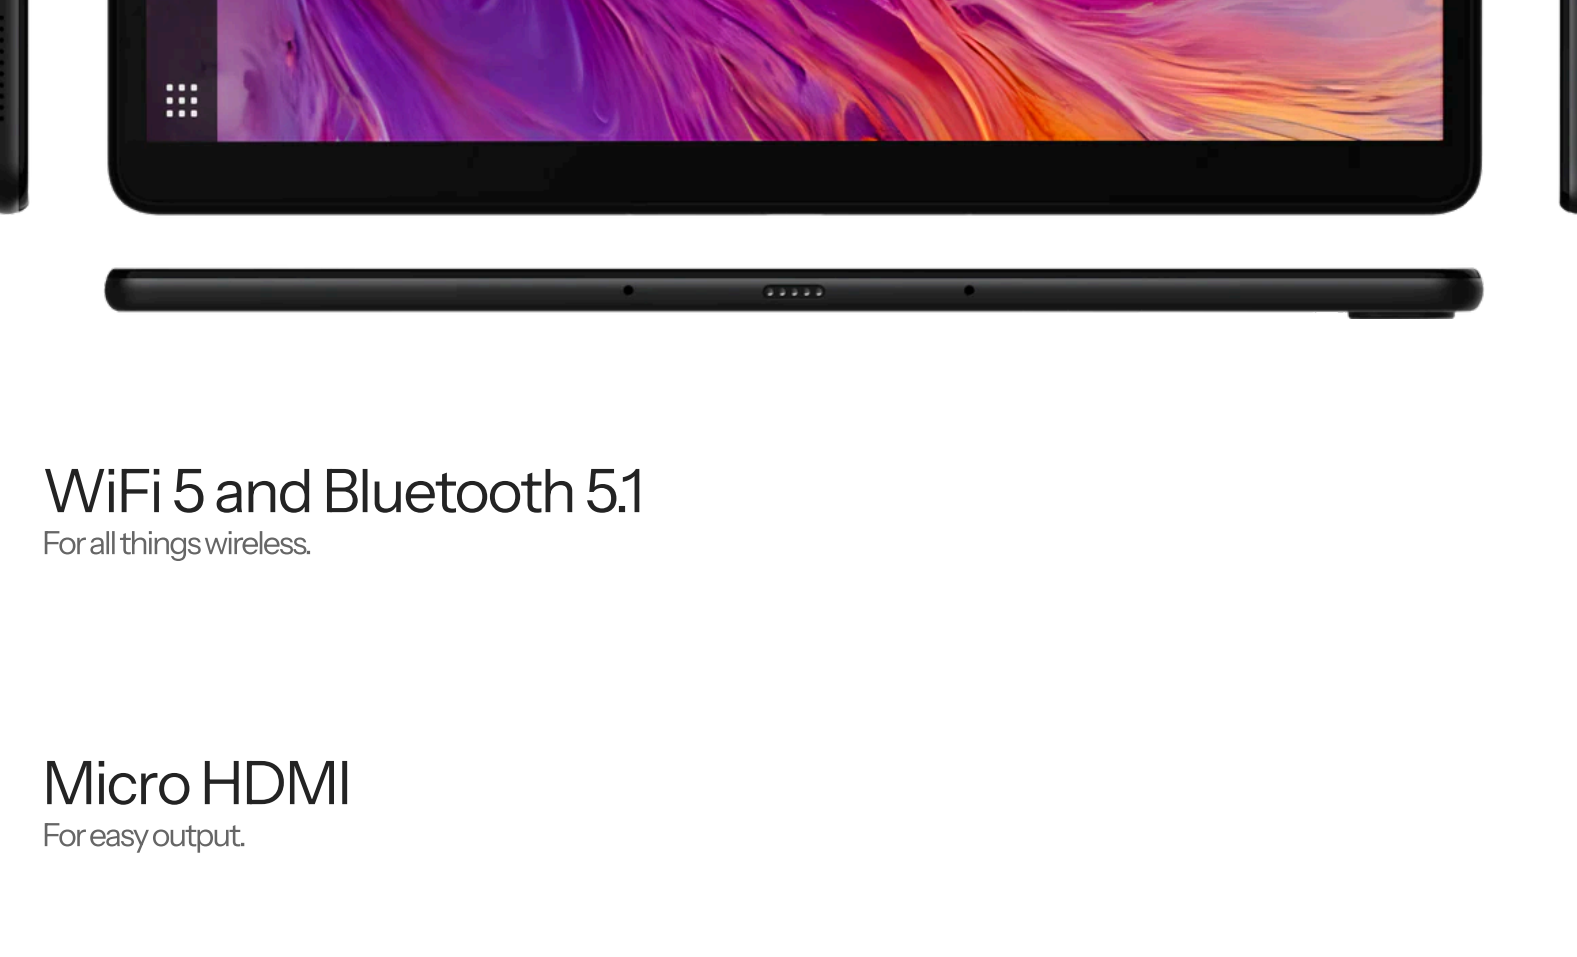 WiFi 5 and Bluetooth 5.1
For all things wireless.
Micro HDMI
For easy output.